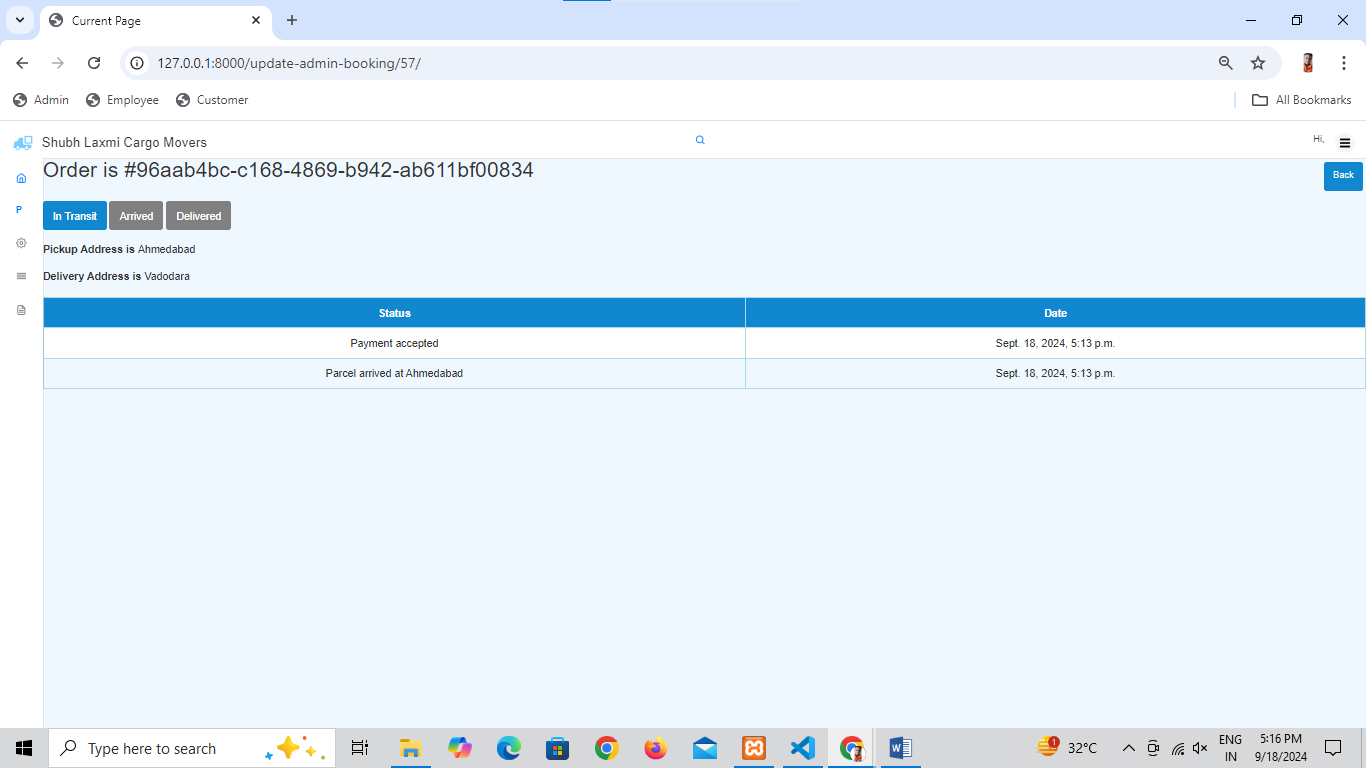 Current Page
127.0.0.1:8000/update-admin-booking/57/
Admin Employee Customer All Bookmarks
Shubh Laxmi Cargo Movers Hi,
Order is #96aab4bc-c168-4869-b942-ab611bf00834 Back
P
In Transit Arrived Delivered
Pickup Address is Ahmedabad
Delivery Address is Vadodara
Status Date
Payment accepted Sept. 18, 2024, 5:13 p.m.
Parcel arrived at Ahmedabad Sept. 18, 2024, 5:13 p.m.
Type here to search 1 32°C ENG 5:16 PM
IN 9/18/2024